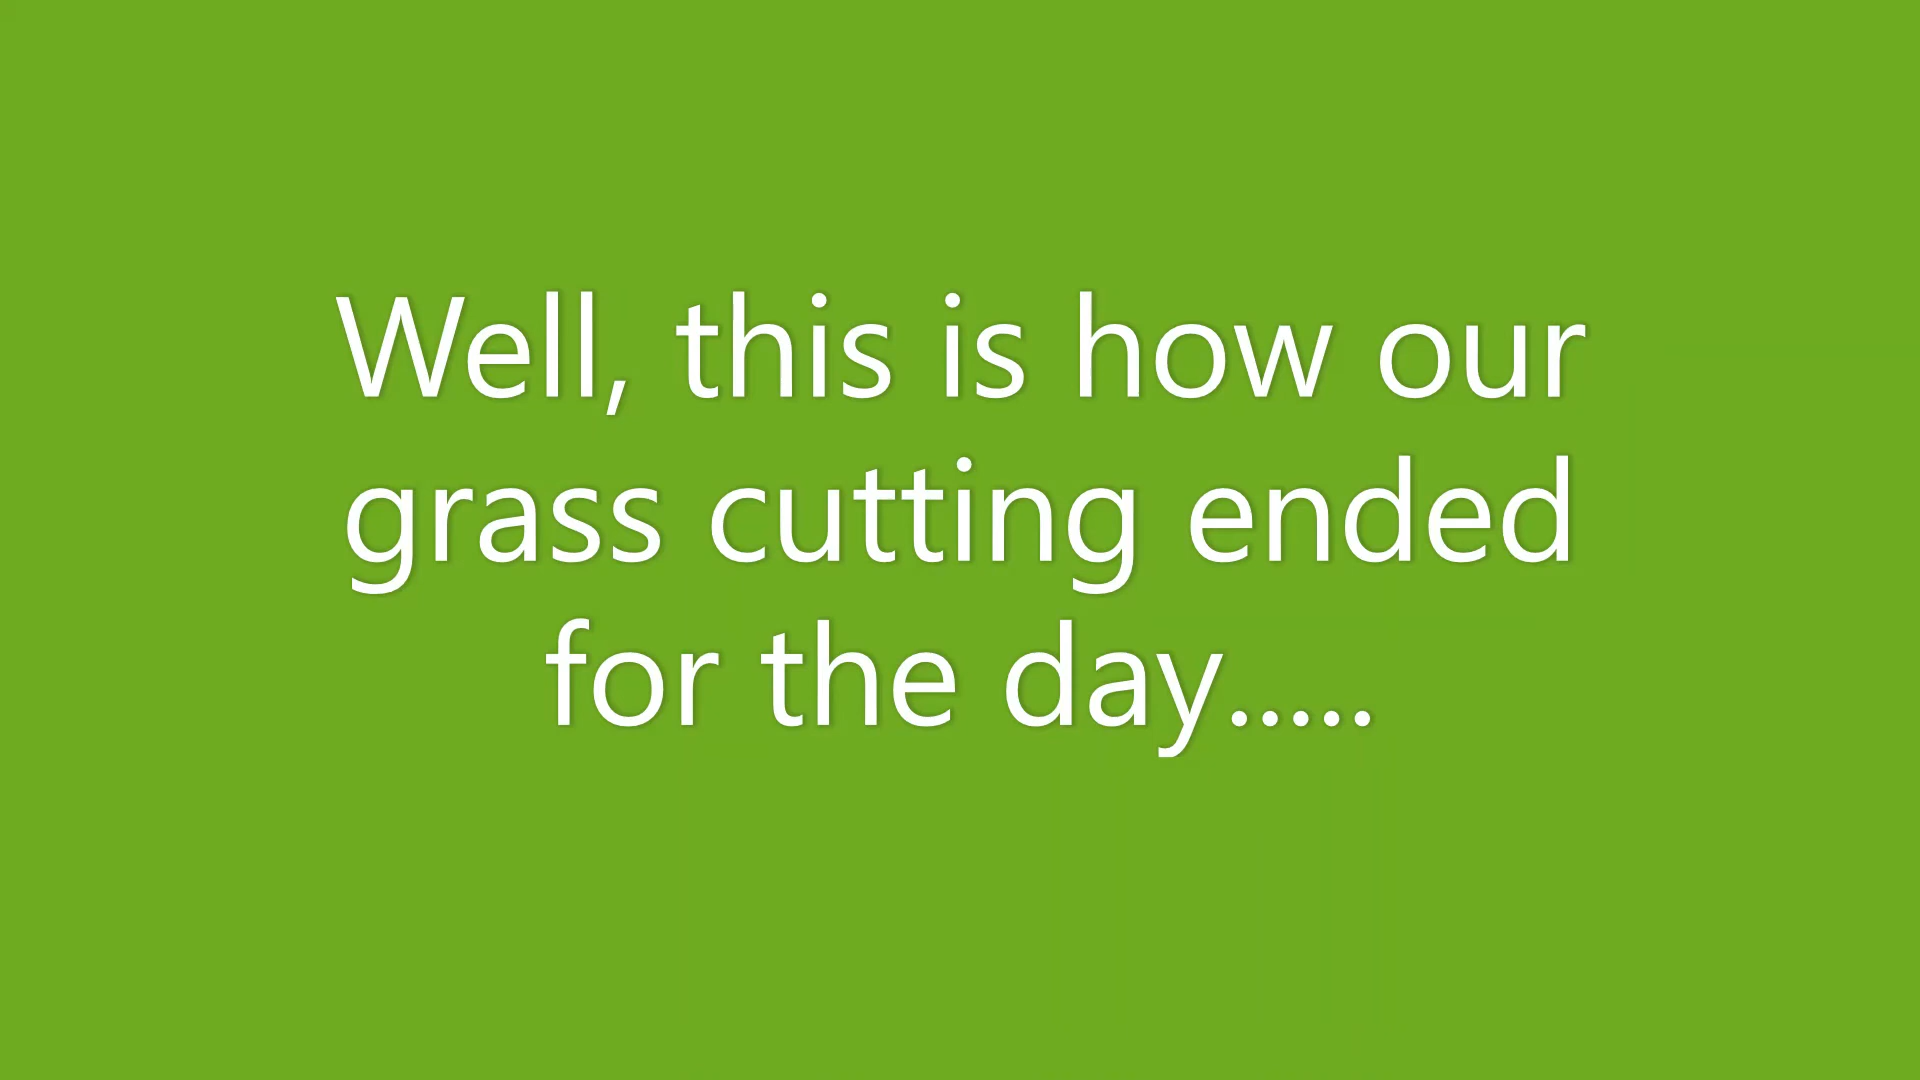 Well, this is how our
grass cutting ended
for the day.....